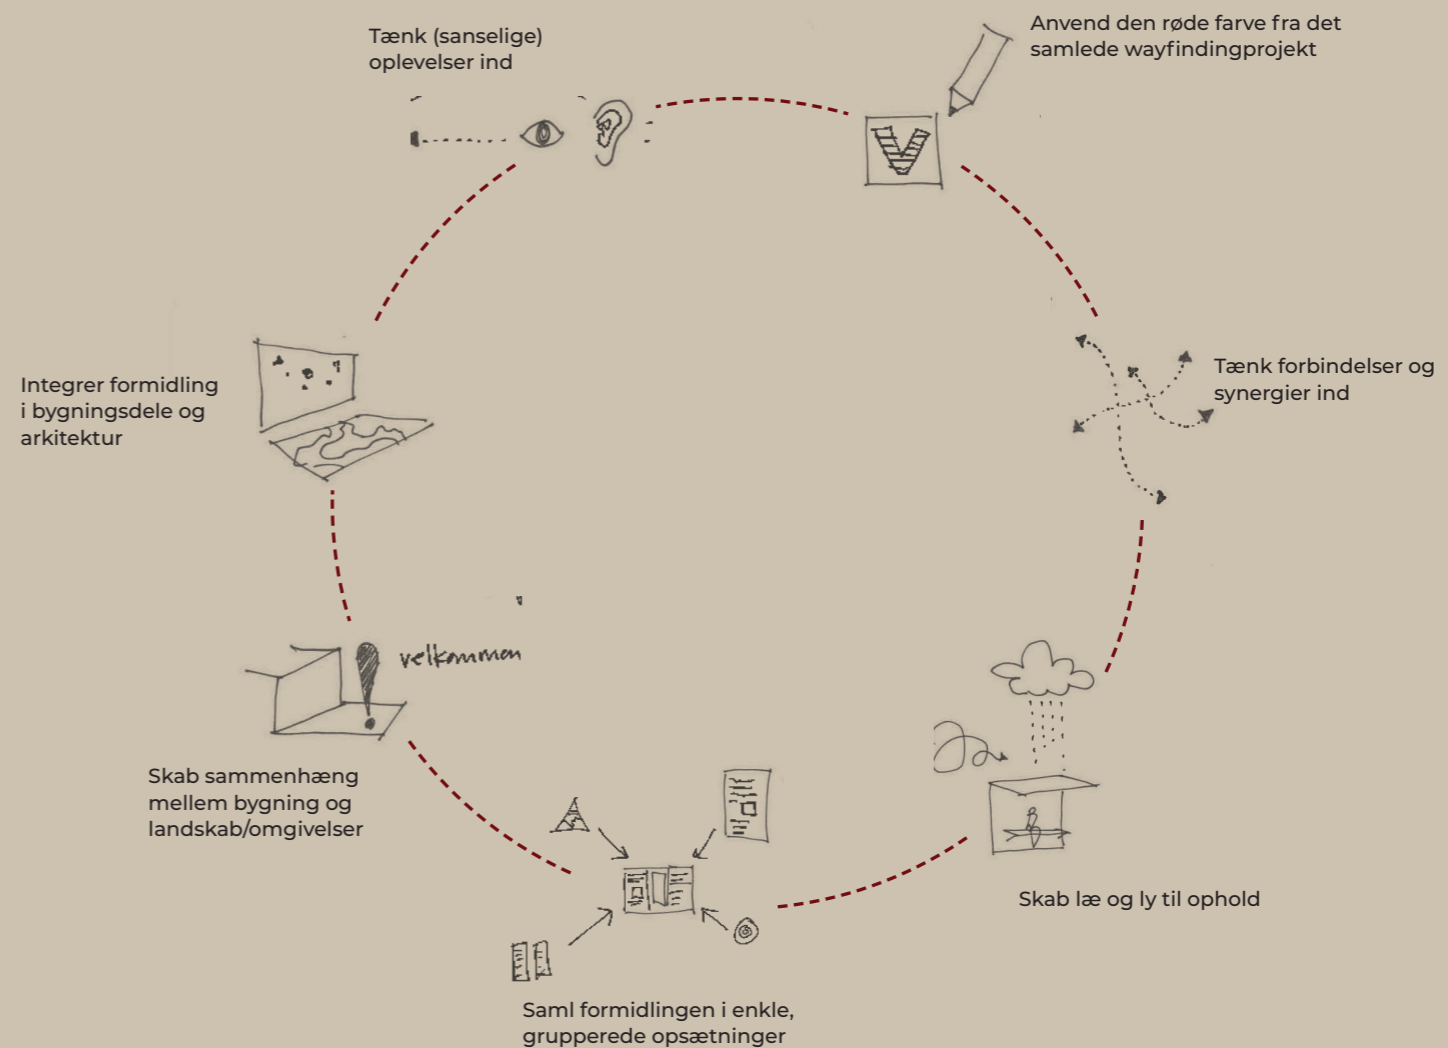 Tænk (sanselige)
oplevelser ind
Anvend den røde farve fra det
samlede wayfindingprojekt
V
Tænk forbindelser og
synergier ind
Integrer formidling
i bygningsdele og
arkitektur
velkommen
Skab sammenhæng
mellem bygning og
landskab/omgivelser
Skab læ og ly til ophold
Saml formidlingen i enkle,
grupperede opsætninger